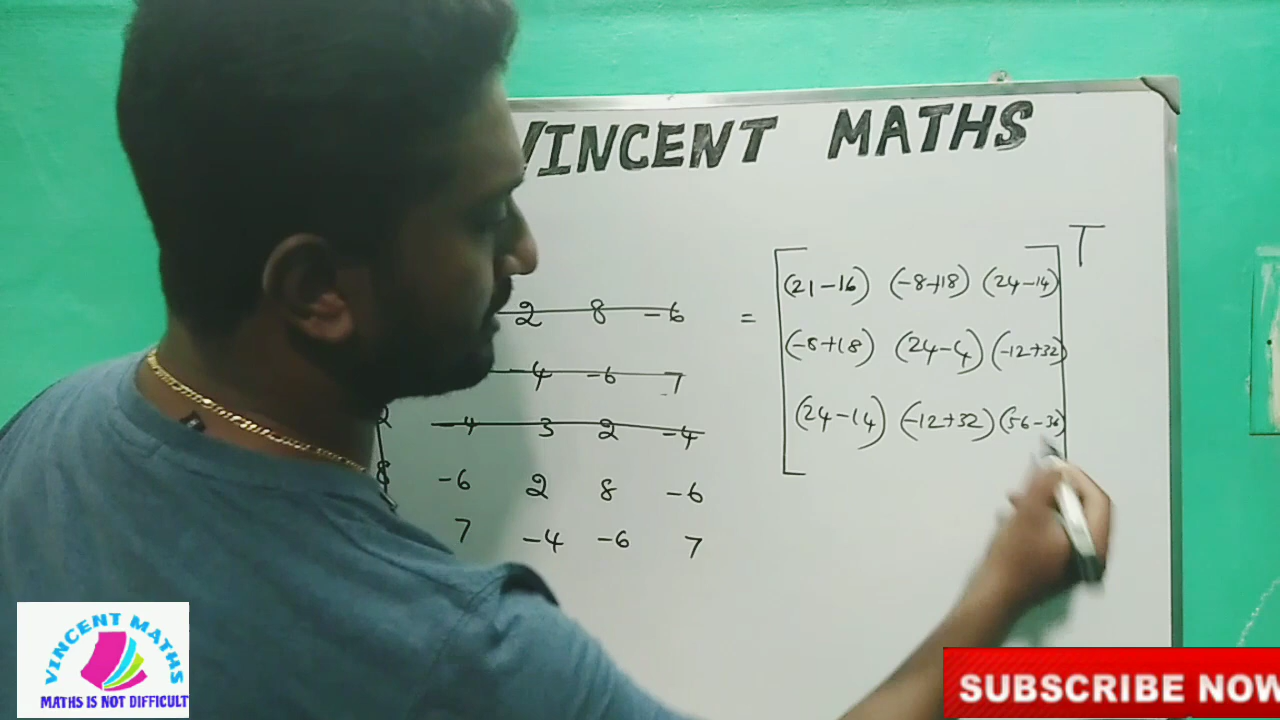 VINCENT MATHS
T
2 8 -6 = (21-16) (-8+18) (24-14)
-4 -6 7 (-8+18) (24-4) (-12+32)
2 -4 3 2 -4 (24-14) (-12+32) (56-36)
8 -6 2 8 -6
7 -4 -6 7
VINCENT MATHS
MATHS IS NOT DIFFICULT
SUBSCRIBE NOW